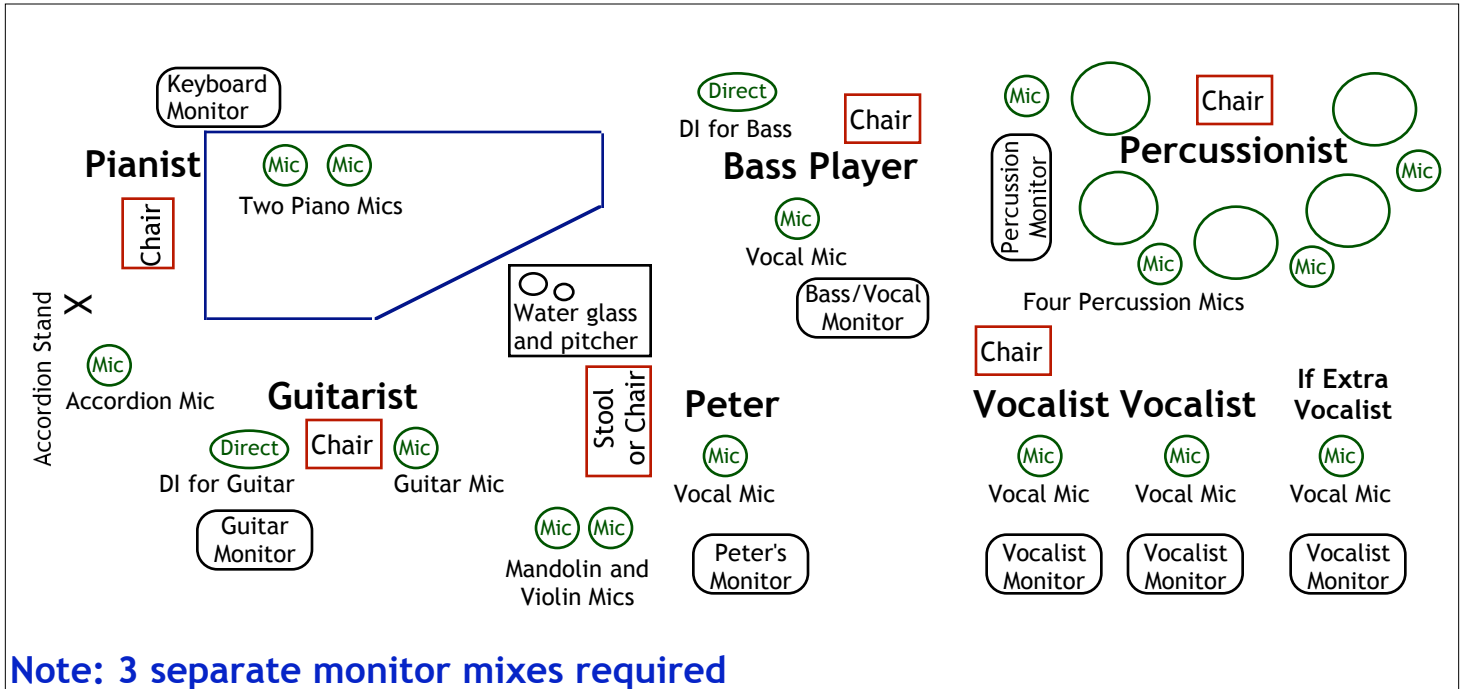 Keyboard
Monitor
Pianist
Mic
Mic
Two Piano Mics
Chair
Accordion Stand
X
Mic
Accordion Mic
Water glass
and pitcher
Direct
DI for Bass
Chair
Bass Player
Mic
Vocal Mic
Bass/Vocal
Monitor
Mic
Chair
Percussionist
Percussion
Monitor
Mic
Mic
Mic
Four Percussion Mics
Guitarist
Direct
DI for Guitar
Chair
Mic
Guitar Mic
Guitar
Monitor
Stool
or Chair
Mic
Mic
Mandolin and
Violin Mics
Peter
Mic
Vocal Mic
Peter's
Monitor
Chair
Vocalist
Mic
Vocal Mic
Vocalist
Monitor
Vocalist
Mic
Vocal Mic
Vocalist
Monitor
If Extra
Vocalist
Mic
Vocal Mic
Vocalist
Monitor
Note: 3 separate monitor mixes required